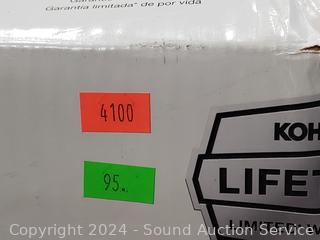 Garantía limitada° de por vida
4100
95.
KOH
LIFET
LIMITED
Copyright 2024 - Sound Auction Service